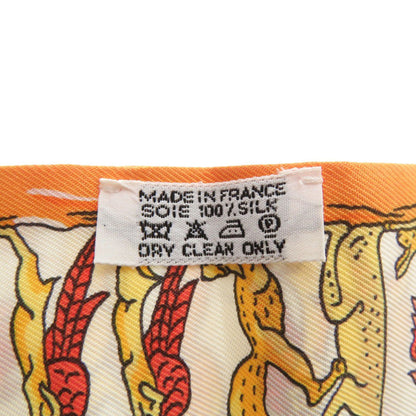 MADE IN FRANCE
SOIE 100% SILK
P
DRY CLEAN ONLY